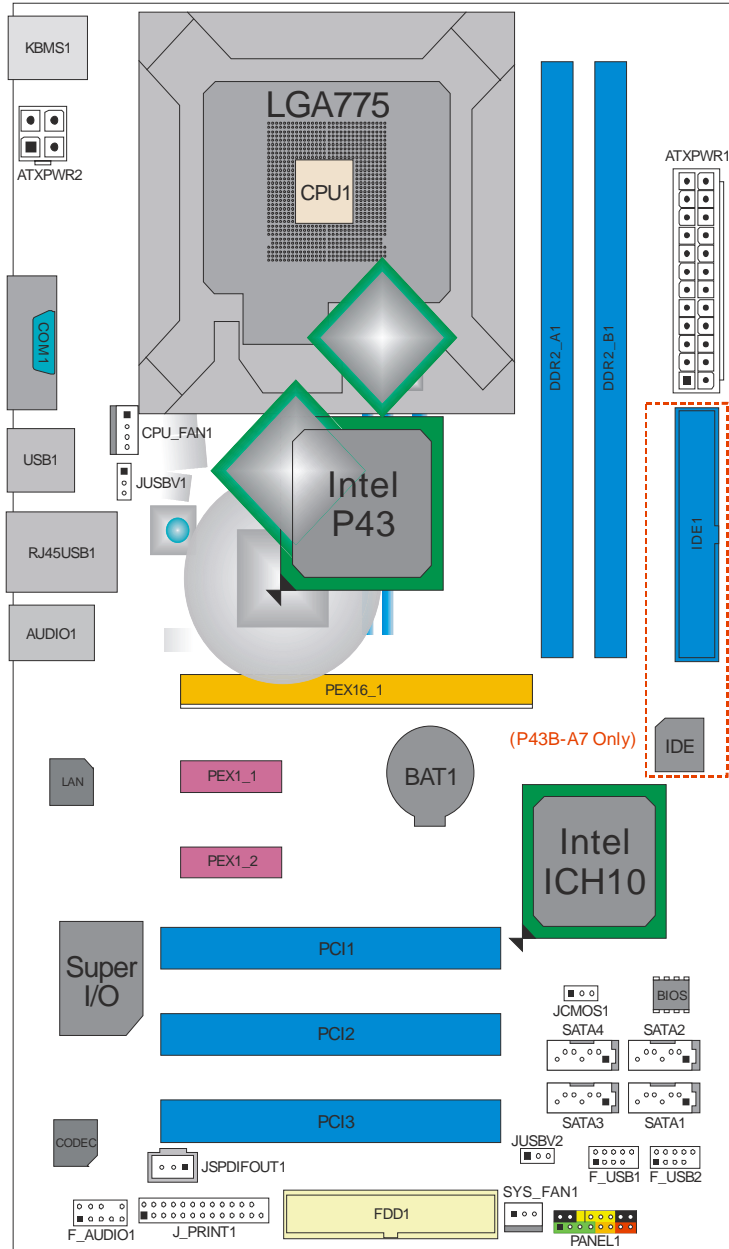 KBMS1
LGA775
CPU1
ATXPWR2
ATXPWR1
COM1
DDR2_A1
DDR2_B1
CPU_FAN1
USB1
JUSBV1
Intel
P43
IDE1
RJ45USB1
AUDIO1
PEX16_1
(P43B-A7 Only)
IDE
LAN
PEX1_1
BAT1
PEX1_2
Intel
ICH10
PCI1
Super
I/O
BIOS
JCMOS1
PCI2
SATA4
SATA2
PCI3
SATA3
SATA1
CODEC
JUSBV2
JSPDIFOUT1
F_USB1
F_USB2
SYS_FAN1
FDD1
F_AUDIO1
J_PRINT1
PANEL1